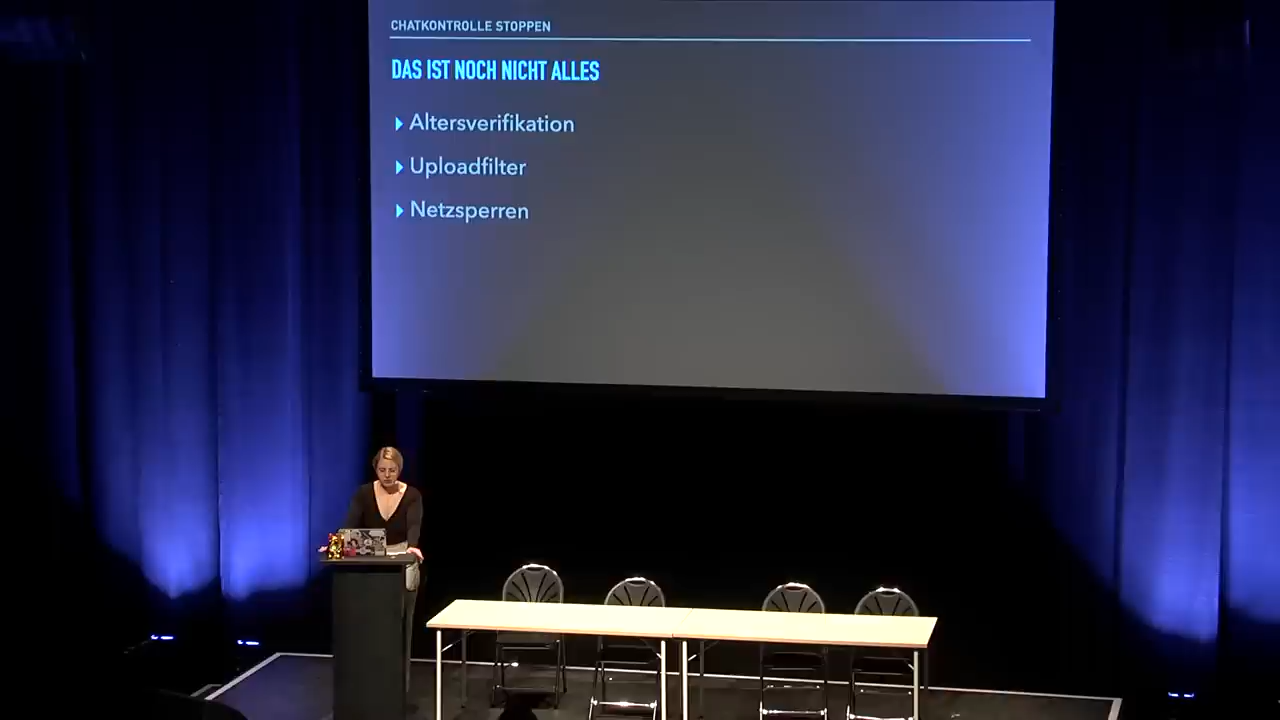 CHATKONTROLLE STOPPEN
DAS IST NOCH NICHT ALLES
Altersverifikation
Uploadfilter
Netzsperren